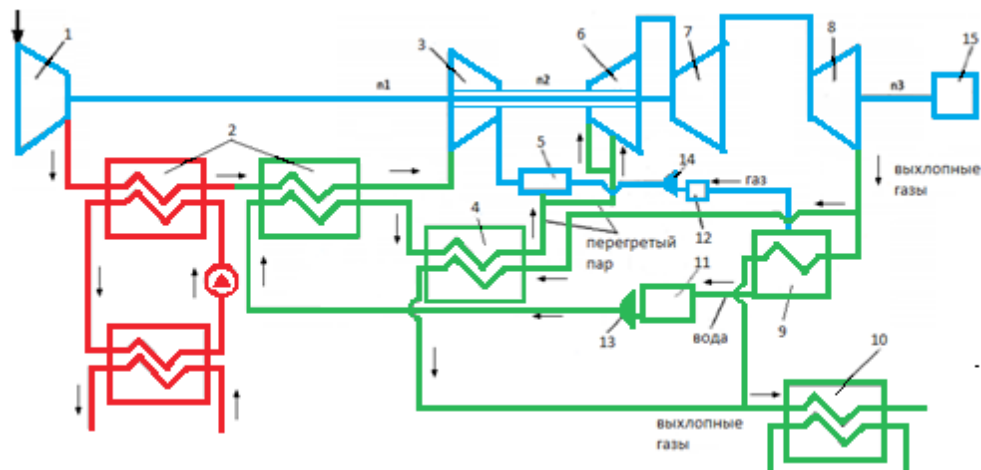 1
2
n1
3
n2
6
7
8
n3
15
5
14
газ
12
выхлопные
газы
4
перегретый
пар
11
9
13
вода
10
выхлопные
газы